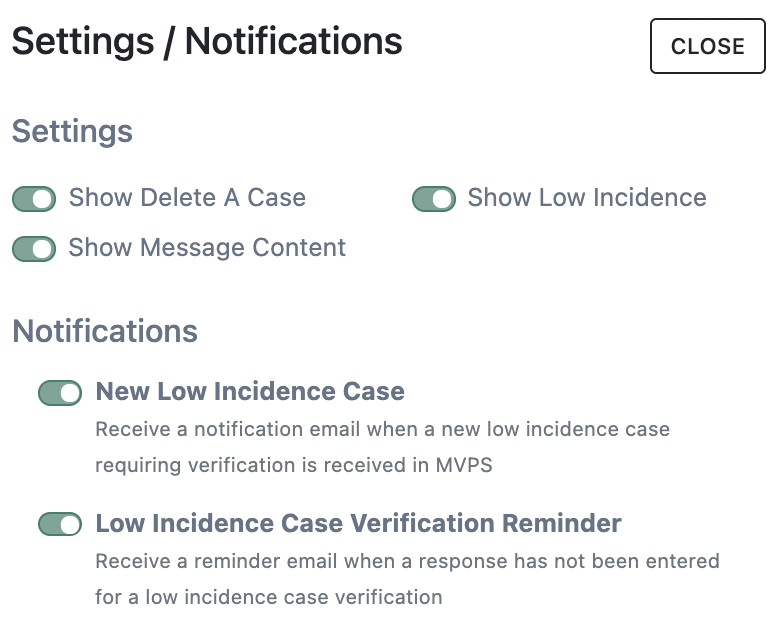 Settings / Notifications
CLOSE
Settings
Show Delete A Case
Show Low Incidence
Show Message Content
Notifications
New Low Incidence Case
Receive a notification email when a new low incidence case
requiring verification is received in MVPS
Low Incidence Case Verification Reminder
Receive a reminder email when a response has not been entered
for a low incidence case verification